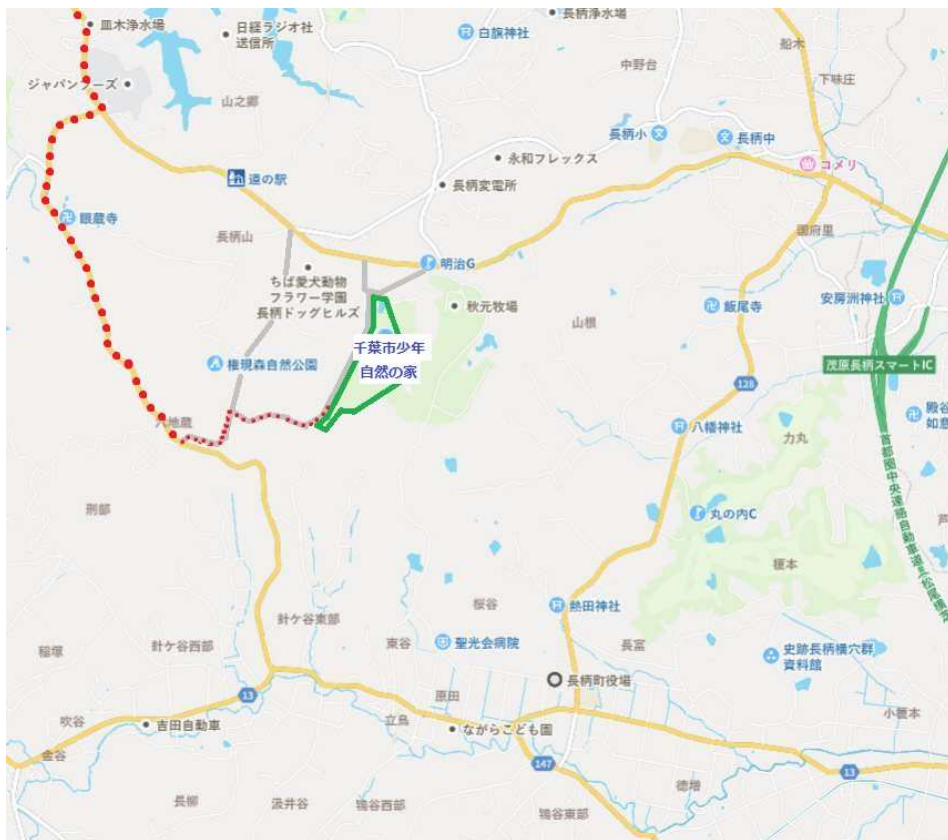 皿木浄水場
日経ラジオ社
送信所
白旗神社
長柄浄水場
中野台
船木
下味庄
ジャパンフーズ
山之郷
長柄小
長柄中
永和フレックス
コメリ
道の駅
長柄変電所
眼蔵寺
長柄山
国府里
明治G
ちば愛犬動物
フラワー学園
長柄ドッグヒルズ
秋元牧場
飯尾寺
安房洲神社
山根
千葉市少年
自然の家
権現森自然公園
茂原長柄スマートIC
128
六地蔵
八幡神社
力丸
殿谷
如意
首都圏中央連絡自動車道
刑部
丸の内C
芦
榎本
桜谷
熱田神社
針ケ谷東部
稲塚
針ケ谷西部
東谷
聖光会病院
長富
史跡長柄横穴群
資料館
長柄町役場
13
原田
吹谷
吉田自動車
立鳥
ながらこども園
小榎本
金谷
147
13
徳増
長柳
汲井谷
鴇谷西部
鴇谷東部